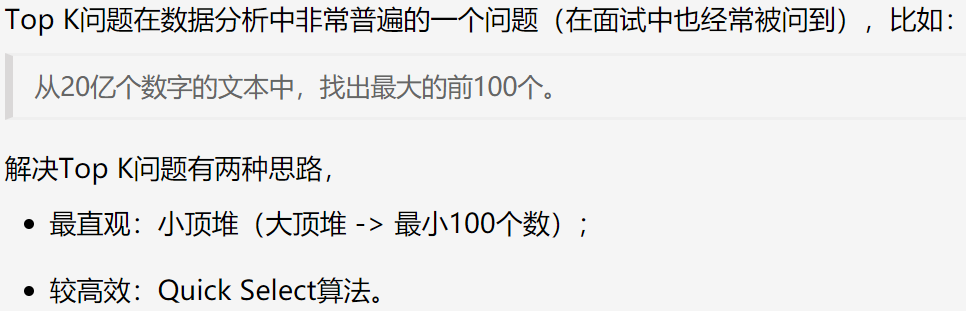 Top K问题在数据分析中非常普遍的一个问题（在面试中也经常被问到），比如：
从20亿个数字的文本中，找出最大的前100个。
解决Top K问题有两种思路，
• 最直观：小顶堆（大顶堆 -> 最小100个数）；
• 较高效：Quick Select算法。